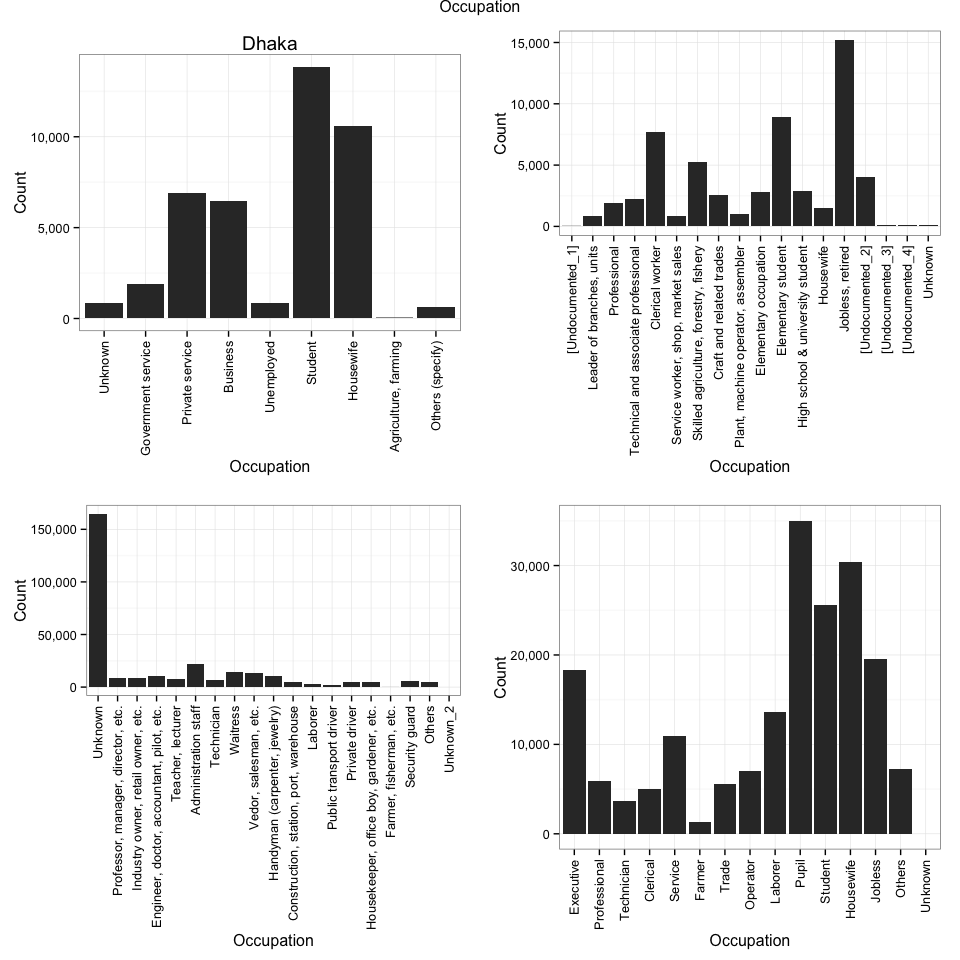 Occupation
Dhaka
Count
10,000
5,000
0
Unknown
Government service
Private service
Business
Unemployed
Student
Housewife
Agriculture, farming
Others (specify)
Occupation
Count
15,000
10,000
5,000
0
[Undocumented_1]
Leader of branches, units
Professional
Technical and associate professional
Clerical worker
Service worker, shop, market sales
Skilled agriculture, forestry, fishery
Craft and related trades
Plant, machine operator, assembler
Elementary occupation
Elementary student
High school & university student
Housewife
Jobless, retired
[Undocumented_2]
[Undocumented_3]
[Undocumented_4]
Unknown
Occupation
Count
150,000
100,000
50,000
0
Unknown
Professor, manager, director, etc.
Industry owner, retail owner, etc.
Engineer, doctor, accountant, pilot, etc.
Teacher, lecturer
Administration staff
Technician
Waitress
Vedor, salesman, etc.
Handyman (carpenter, jewelry)
Construction, station, port, warehouse
Laborer
Public transport driver
Private driver
Housekeeper, office boy, gardener, etc.
Farmer, fisherman, etc.
Security guard
Others
Unknown_2
Occupation
Count
30,000
20,000
10,000
0
Executive
Professional
Technician
Clerical
Service
Farmer
Trade
Operator
Laborer
Pupil
Student
Housewife
Jobless
Others
Unknown
Occupation